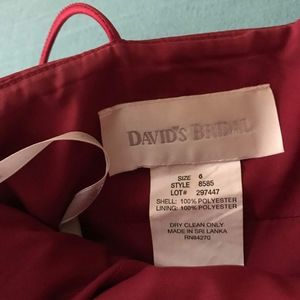 DAVID'S BRIDAL
SIZE 6
STYLE 8585
LOT# 297447
SHELL: 100% POLYESTER
LINING: 100% POLYESTER
DRY CLEAN ONLY
MADE IN SRI LANKA
RN84270